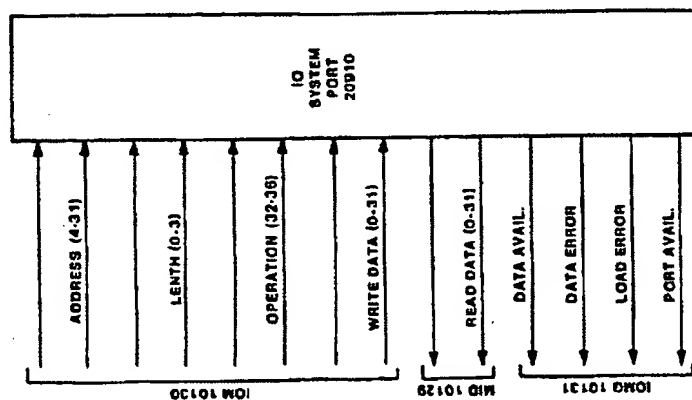 IO
SYSTEM
PORT
20910
ADDRESS (4-31)
LENTH (0-3)
OPERATION (32-36)
WRITE DATA (0-31)
READ DATA (0-31)
DATA AVAIL.
DATA ERROR
LOAD ERROR
PORT AVAIL.
IOM 10130
MID 10129
IOMC 10131